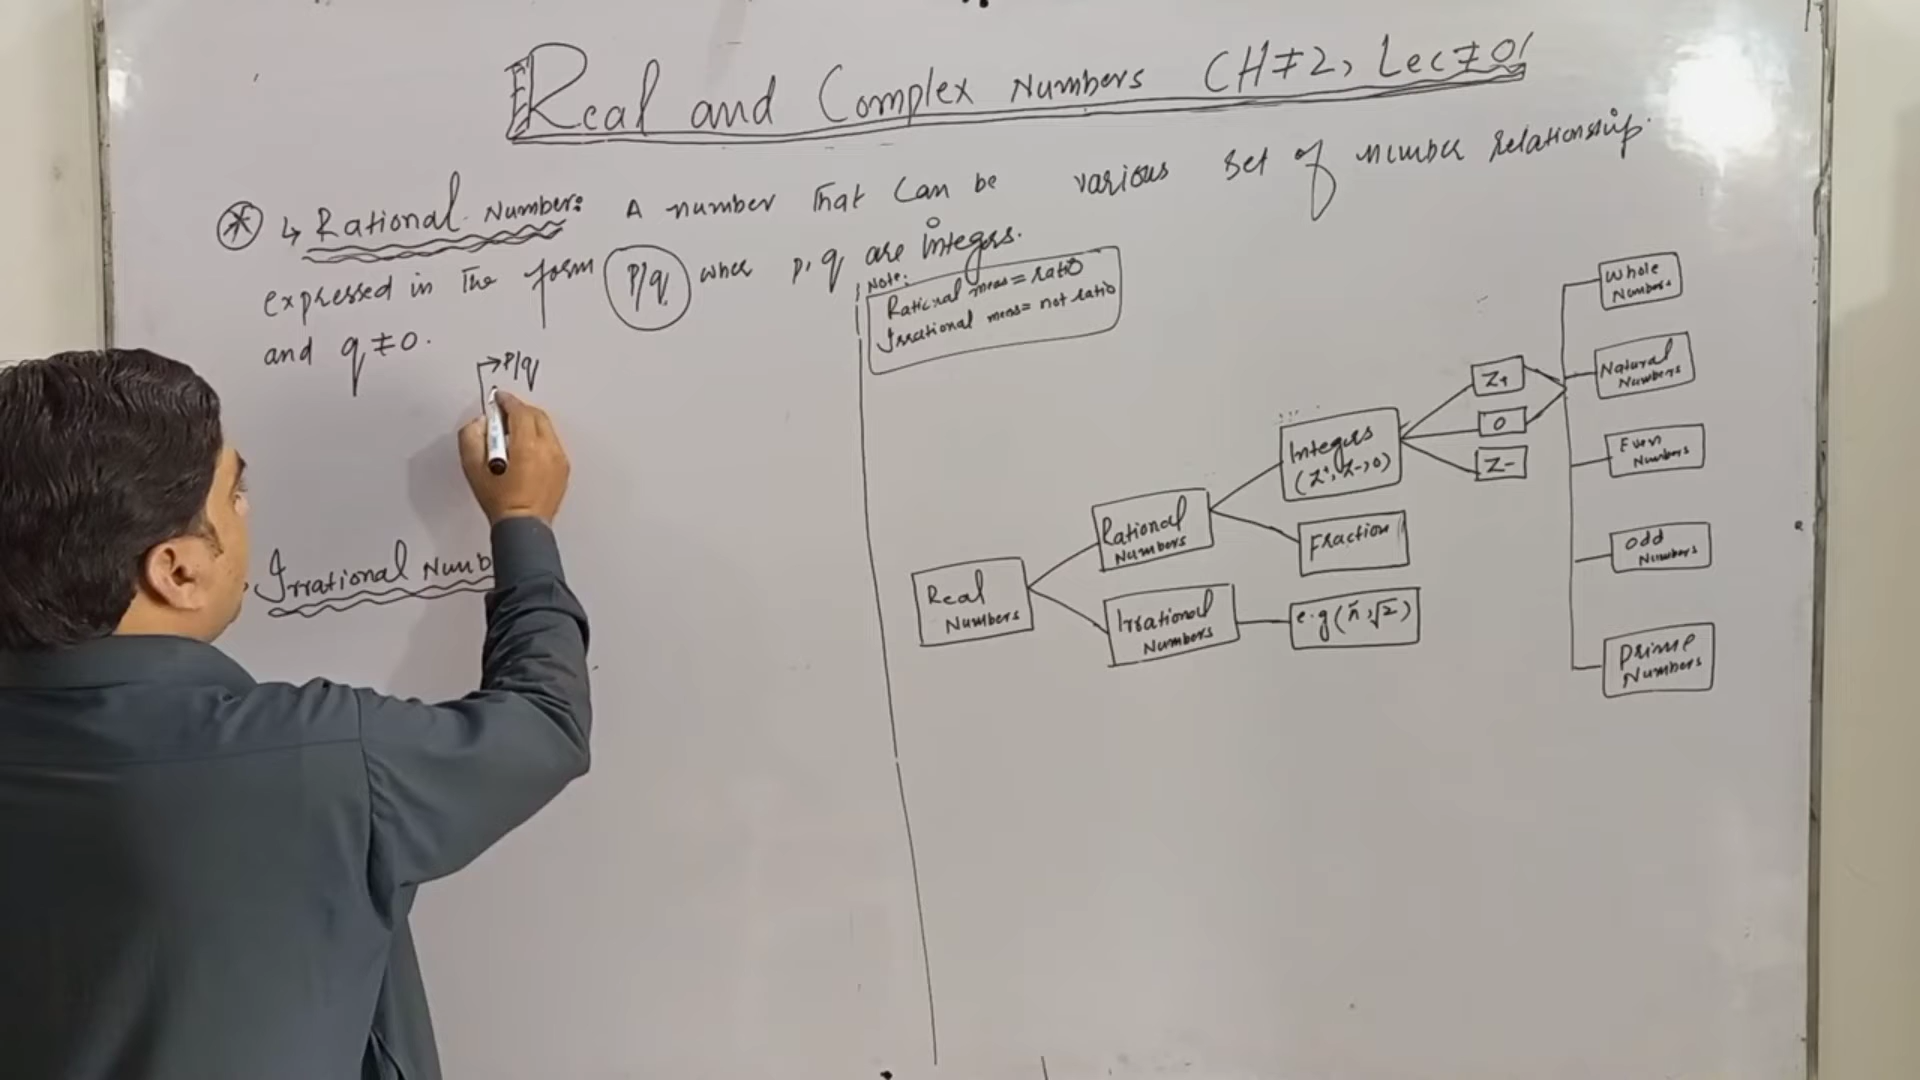 Real and Complex Numbers CH#2, Lec#01
↳ Rational Number: A number That can be
expressed in the form P/q where p, q are integers.
and q ≠ 0.
→ P/q
Irrational Numb
various set of number relationship.
Note:
Rational means = ratio
Irrational means = not ratio
Real
Numbers
Rational
Numbers
Irrational
Numbers
Integers
(Z+, Z-, 0)
Fraction
e.g (π, √2)
Z+
0
Z-
Whole
Numbers
Natural
Numbers
Even
Numbers
Odd
Numbers
Prime
Numbers